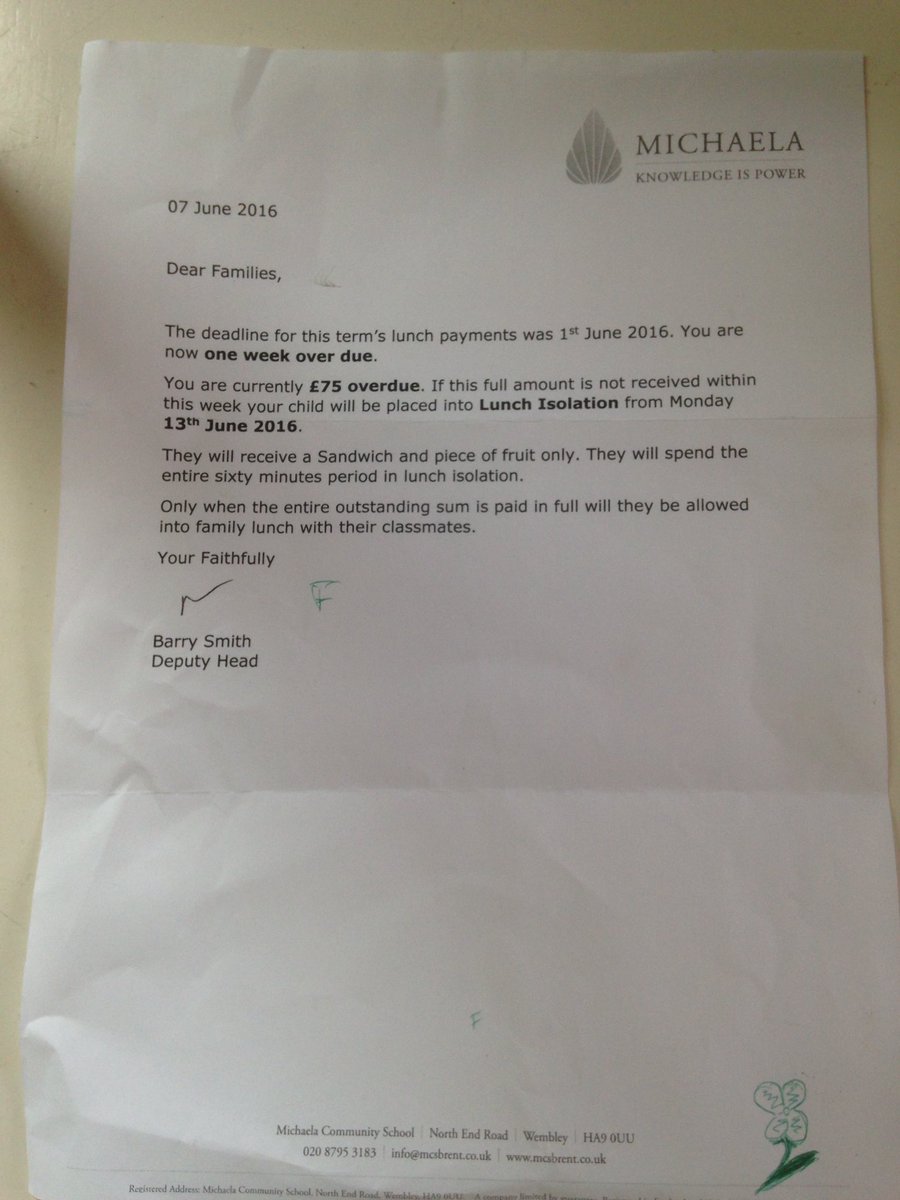 MICHAELA
KNOWLEDGE IS POWER
07 June 2016
Dear Families,
The deadline for this term's lunch payments was 1st June 2016. You are
now one week over due.
You are currently £75 overdue. If this full amount is not received within
this week your child will be placed into Lunch Isolation from Monday
13th June 2016.
They will receive a Sandwich and piece of fruit only. They will spend the
entire sixty minutes period in lunch isolation.
Only when the entire outstanding sum is paid in full will they be allowed
into family lunch with their classmates.
Your Faithfully
F
Barry Smith
Deputy Head
F
Michaela Community School | North End Road | Wembley | HA9 0UU
020 8795 3183 | info@mcsbrent.co.uk | www.mcsbrent.co.uk
Registered Address: Michaela Community School, North End Road, Wembley, HA9 0UU. A company limited by